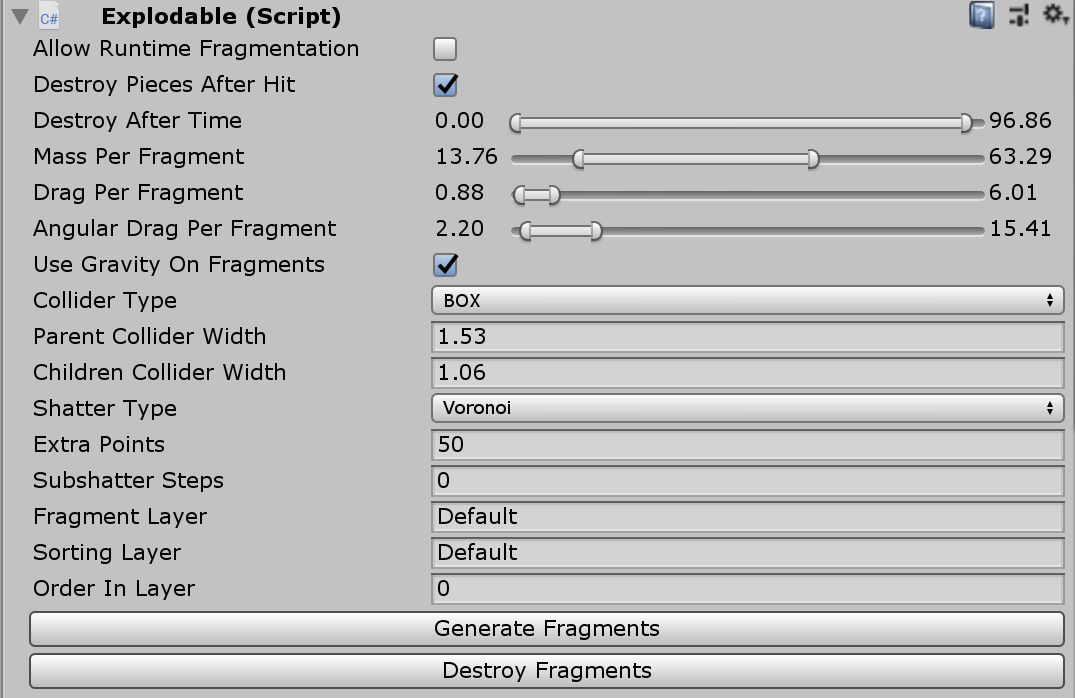 C# Explodable (Script)
Allow Runtime Fragmentation
Destroy Pieces After Hit
Destroy After Time 0.00 96.86
Mass Per Fragment 13.76 63.29
Drag Per Fragment 0.88 6.01
Angular Drag Per Fragment 2.20 15.41
Use Gravity On Fragments
Collider Type BOX
Parent Collider Width 1.53
Children Collider Width 1.06
Shatter Type Voronoi
Extra Points 50
Subshatter Steps 0
Fragment Layer Default
Sorting Layer Default
Order In Layer 0
Generate Fragments
Destroy Fragments